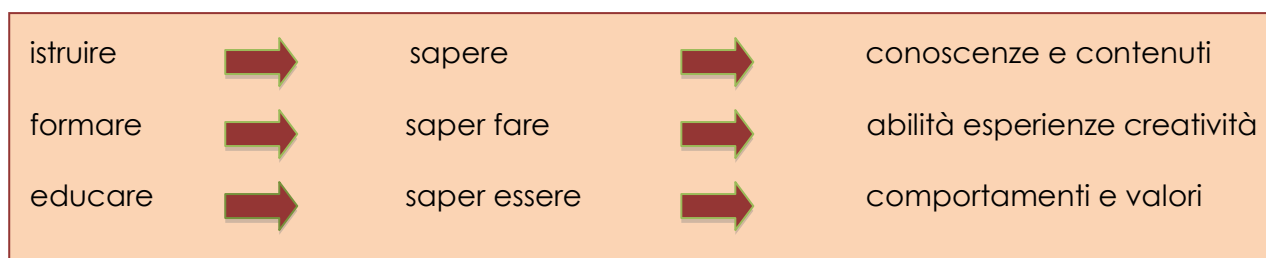 istruire sapere conoscenze e contenuti
formare saper fare abilità esperienze creatività
educare saper essere comportamenti e valori